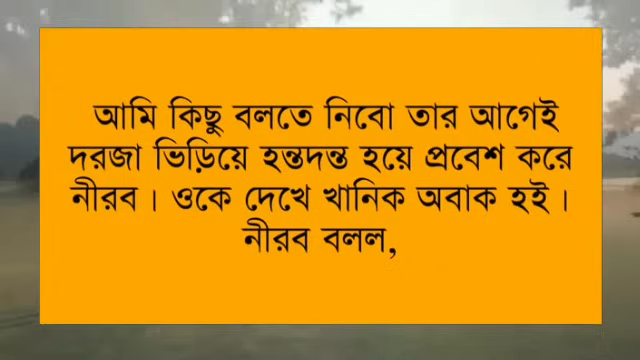 আমি কিছু বলতে নিবো তার আগেই
দরজা ভিড়িয়ে হন্তদন্ত হয়ে প্রবেশ করে
নীরব। ওকে দেখে খানিক অবাক হই।
নীরব বলল,